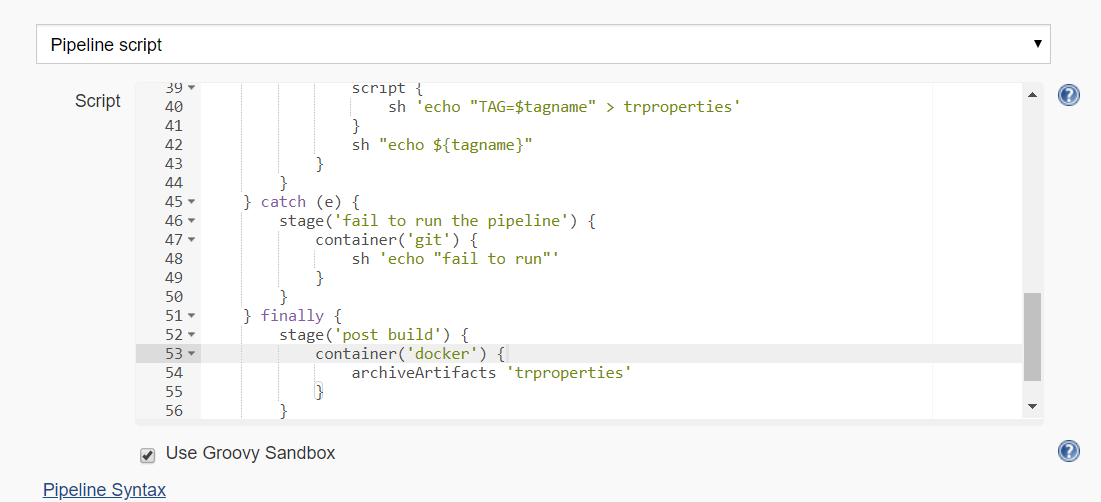 Pipeline script
Script
39 script {
40 sh 'echo "TAG=$tagname" > trproperties'
41 }
42 sh "echo ${tagname}"
43 }
44 }
45 } catch (e) {
46 stage('fail to run the pipeline') {
47 container('git') {
48 sh 'echo "fail to run"'
49 }
50 }
51 } finally {
52 stage('post build') {
53 container('docker') {
54 archiveArtifacts 'trproperties'
55 }
56 }
Use Groovy Sandbox
Pipeline Syntax